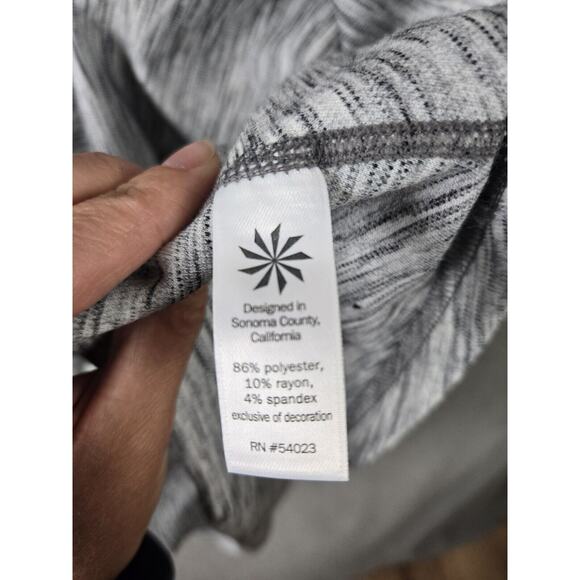 Designed in
Sonoma County,
California
86% polyester,
10% rayon,
4% spandex
exclusive of decoration
RN #54023